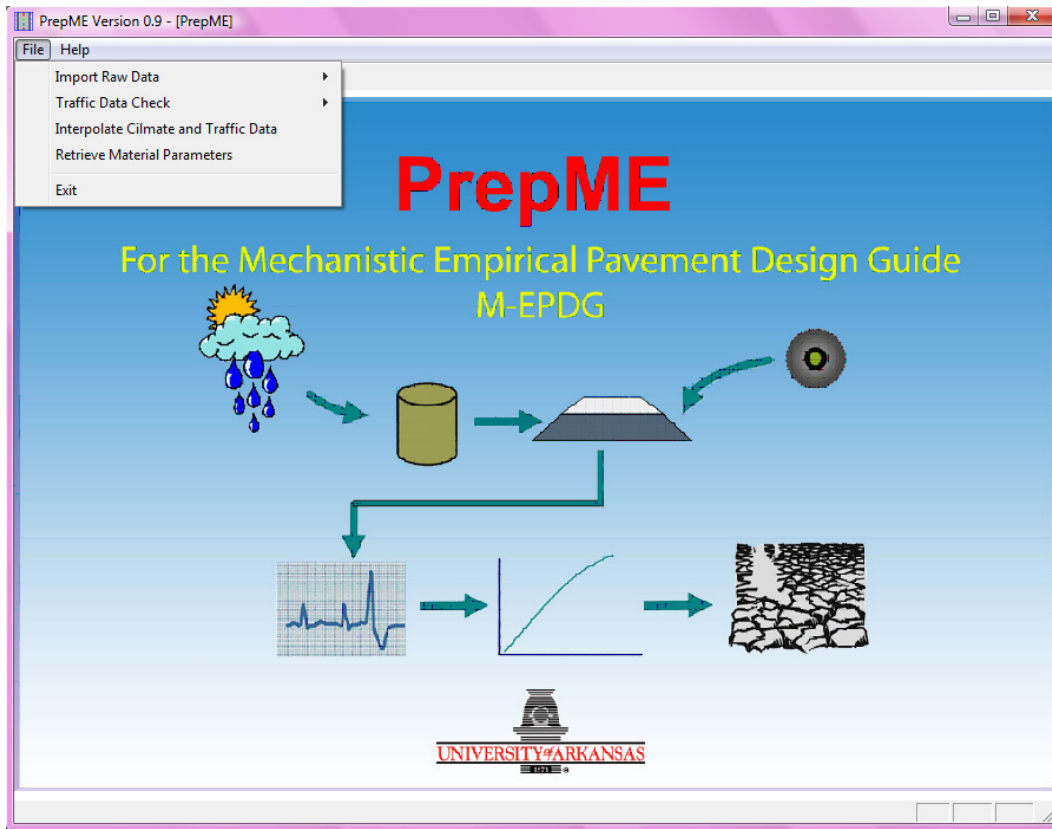 PrepME Version 0.9 - [PrepME]
File Help
Import Raw Data
Traffic Data Check
Interpolate Cilmate and Traffic Data
Retrieve Material Parameters
Exit
PrepME
For the Mechanistic Empirical Pavement Design Guide
M-EPDG
UNIVERSITY of ARKANSAS
1871